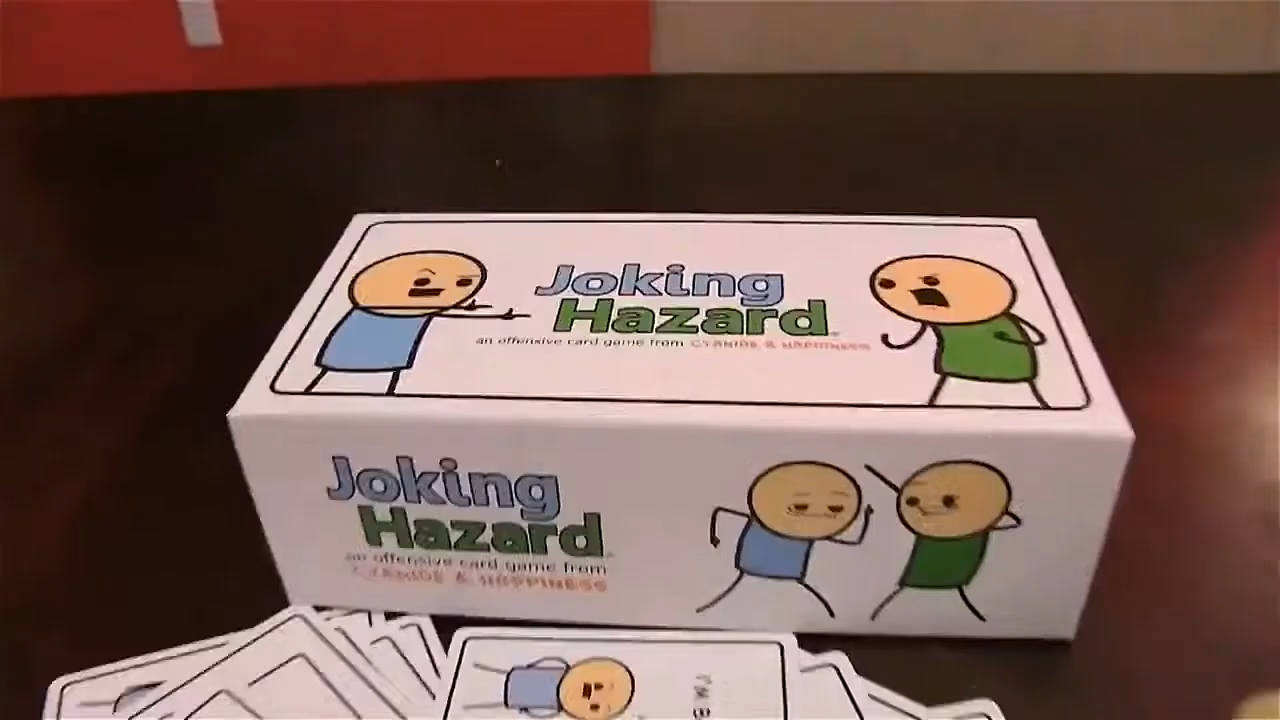 Joking
Hazard
an offensive card game from CYANIDE & HAPPINESS
Joking
Hazard
an offensive card game from
CYANIDE & HAPPINESS
I'M